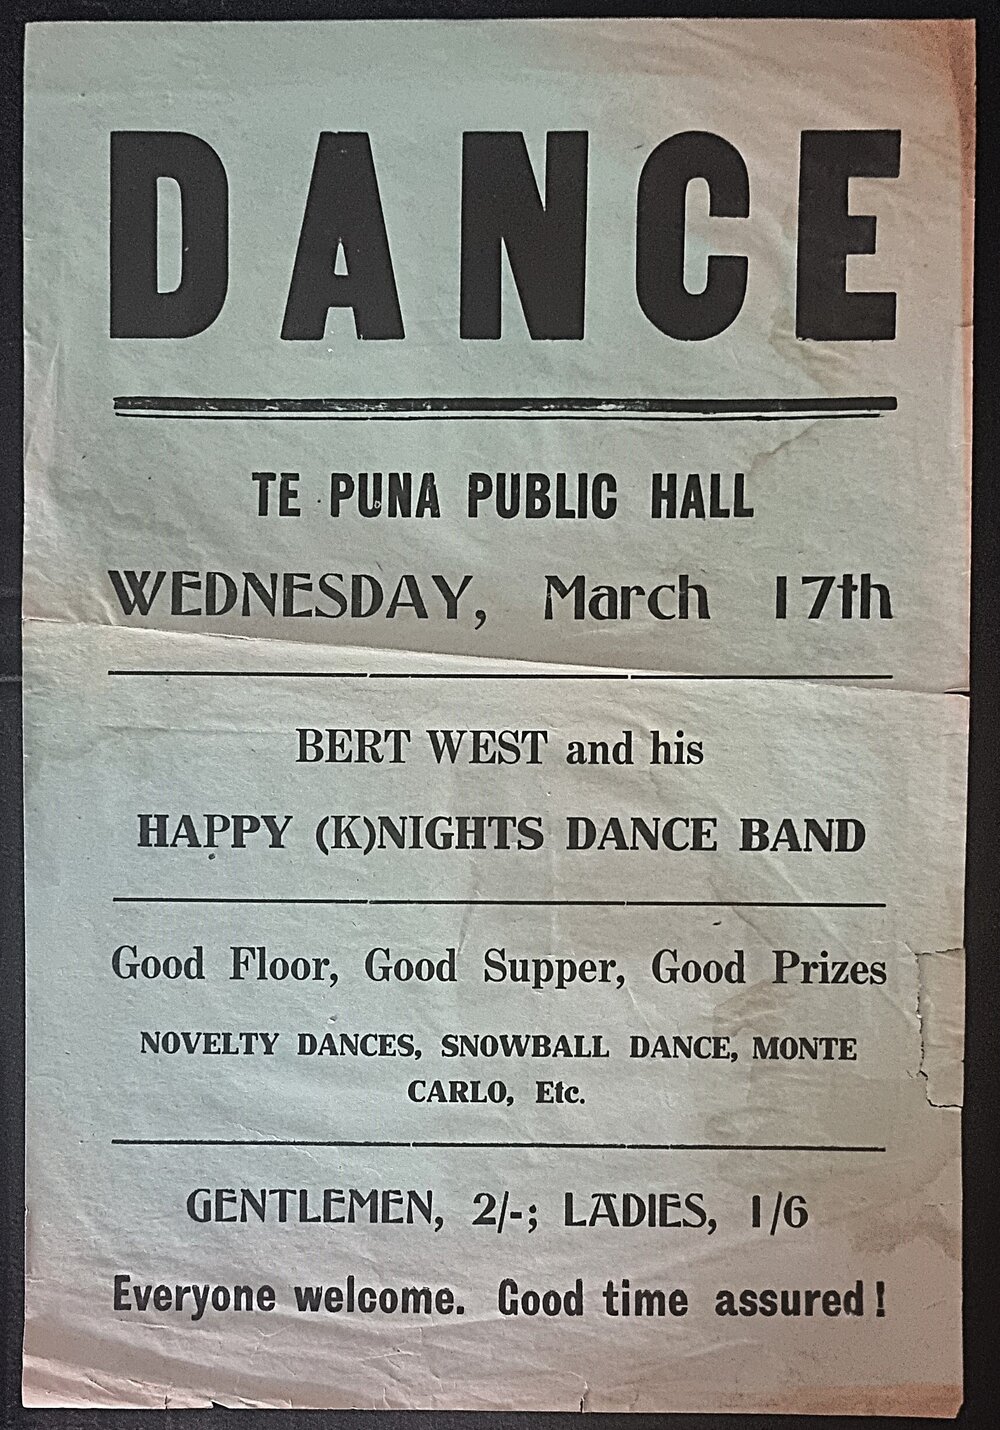 DANCE
TE PUNA PUBLIC HALL
WEDNESDAY, March 17th
BERT WEST and his
HAPPY (K)NIGHTS DANCE BAND
Good Floor, Good Supper, Good Prizes
NOVELTY DANCES, SNOWBALL DANCE, MONTE
CARLO, Etc.
GENTLEMEN, 2/-; LADIES, 1/6
Everyone welcome. Good time assured!